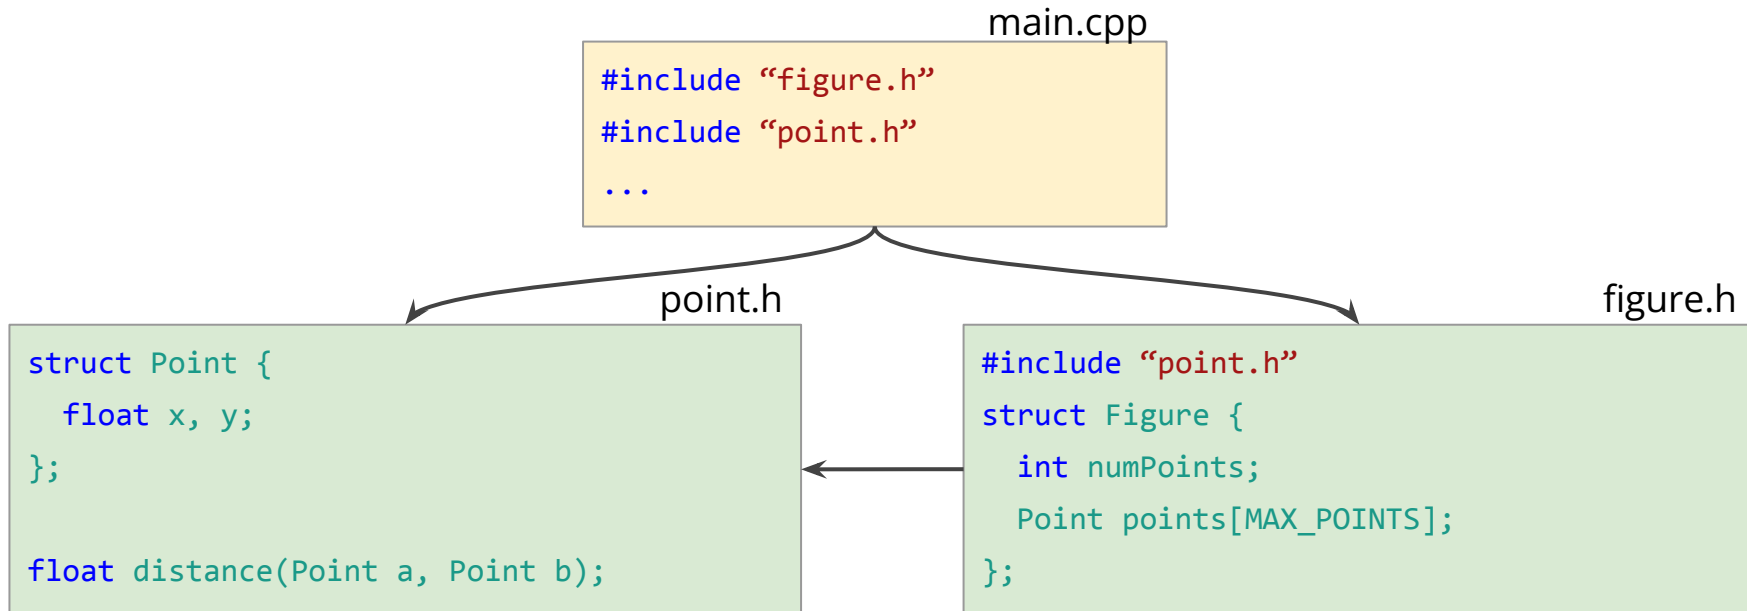 main.cpp
#include “figure.h”
#include “point.h”
...
point.h
struct Point {
  float x, y;
};
float distance(Point a, Point b);
figure.h
#include “point.h”
struct Figure {
  int numPoints;
  Point points[MAX_POINTS];
};